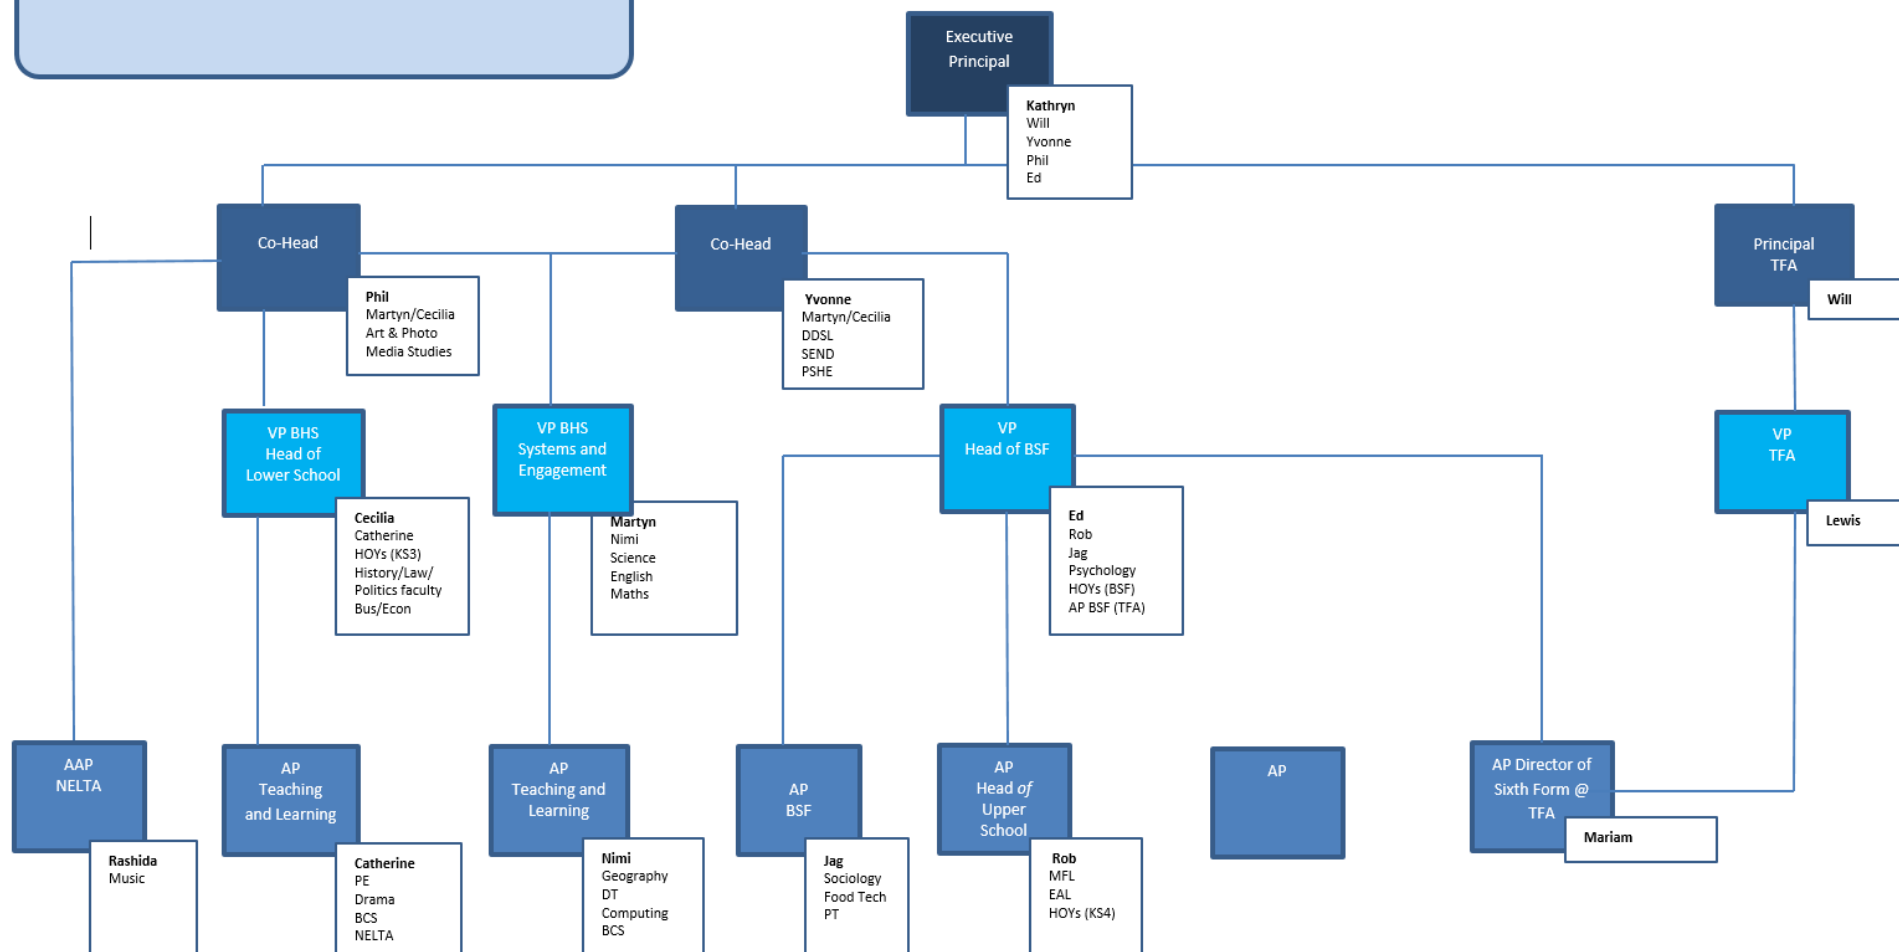 Executive
Principal
Kathryn
Will
Yvonne
Phil
Ed
Co-Head
Phil
Martyn/Cecilia
Art & Photo
Media Studies
Co-Head
Yvonne
Martyn/Cecilia
DDSL
SEND
PSHE
Principal
TFA
Will
VP BHS
Head of
Lower School
Cecilia
Catherine
HOYs (KS3)
History/Law/
Politics faculty
Bus/Econ
VP BHS
Systems and
Engagement
Martyn
Nimi
Science
English
Maths
VP
Head of BSF
Ed
Rob
Jag
Psychology
HOYs (BSF)
AP BSF (TFA)
VP
TFA
Lewis
AAP
NELTA
Rashida
Music
AP
Teaching
and Learning
Catherine
PE
Drama
BCS
NELTA
AP
Teaching and
Learning
Nimi
Geography
DT
Computing
BCS
AP
BSF
Jag
Sociology
Food Tech
PT
AP
Head of
Upper
School
Rob
MFL
EAL
HOYs (KS4)
AP
AP Director of
Sixth Form @
TFA
Mariam